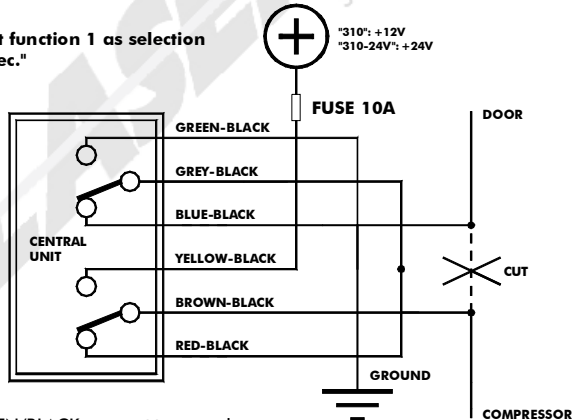 t function 1 as selection
ec."
"310": +12V
"310-24V": +24V
FUSE 10A
DOOR
GREEN-BLACK
GREY-BLACK
BLUE-BLACK
CENTRAL
UNIT
YELLOW-BLACK
CUT
BROWN-BLACK
RED-BLACK
GROUND
COMPRESSOR